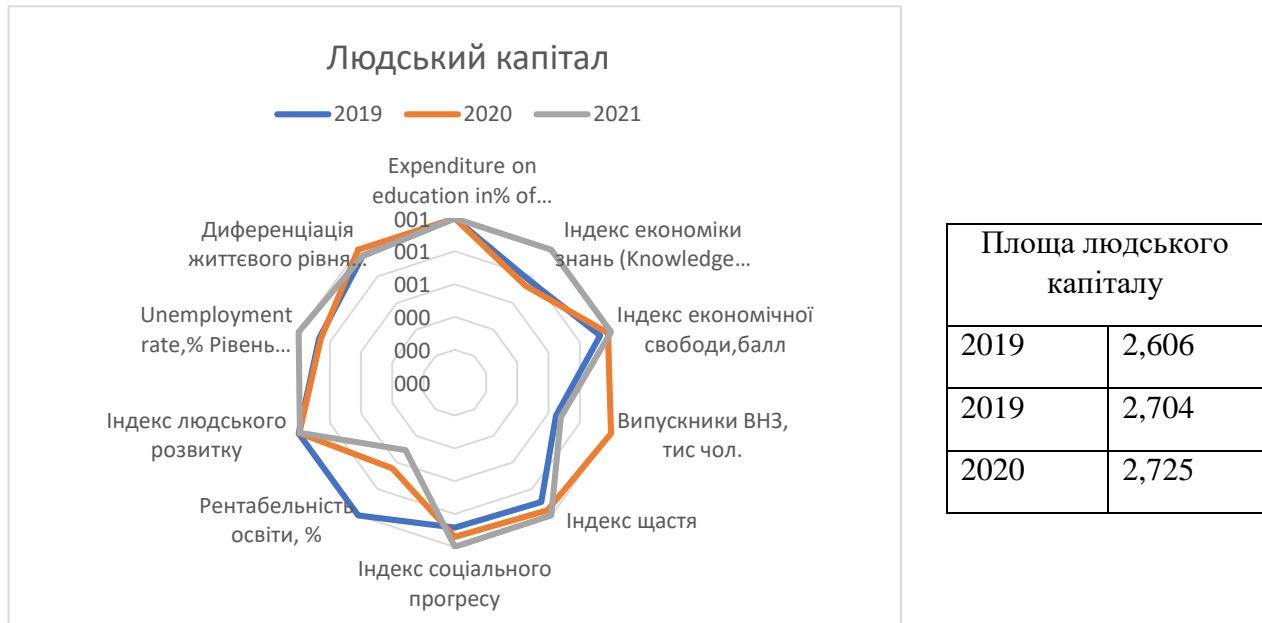 Людський капітал
2019 2020 2021
Expenditure on
education in% of...
Індекс економіки
знань (Knowledge...
Індекс економічної
свободи,балл
Випускники ВНЗ,
тис чол.
Індекс щастя
Індекс соціального
прогресу
Рентабельність
освіти, %
Індекс людського
розвитку
Unemployment
rate,% Рівень...
Диференціація
життєвого рівня...
001
001
001
000
000
000
Площа людського
капіталу
2019 2,606
2019 2,704
2020 2,725